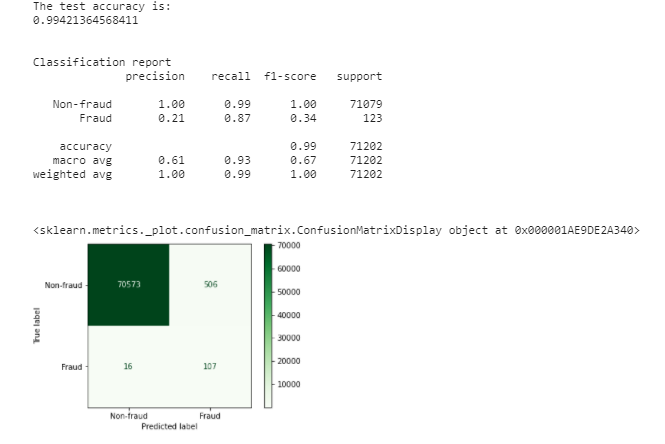 The test accuracy is:
0.99421364568411
Classification report
precision recall f1-score support
Non-fraud 1.00 0.99 1.00 71079
Fraud 0.21 0.87 0.34 123
accuracy 0.99 71202
macro avg 0.61 0.93 0.67 71202
weighted avg 1.00 0.99 1.00 71202
<sklearn.metrics._plot.confusion_matrix.ConfusionMatrixDisplay object at 0x000001AE9DE2A340>
70000
60000
50000
40000
30000
20000
10000
True label
Non-fraud 70573 506
Fraud 16 107
Non-fraud Fraud
Predicted label